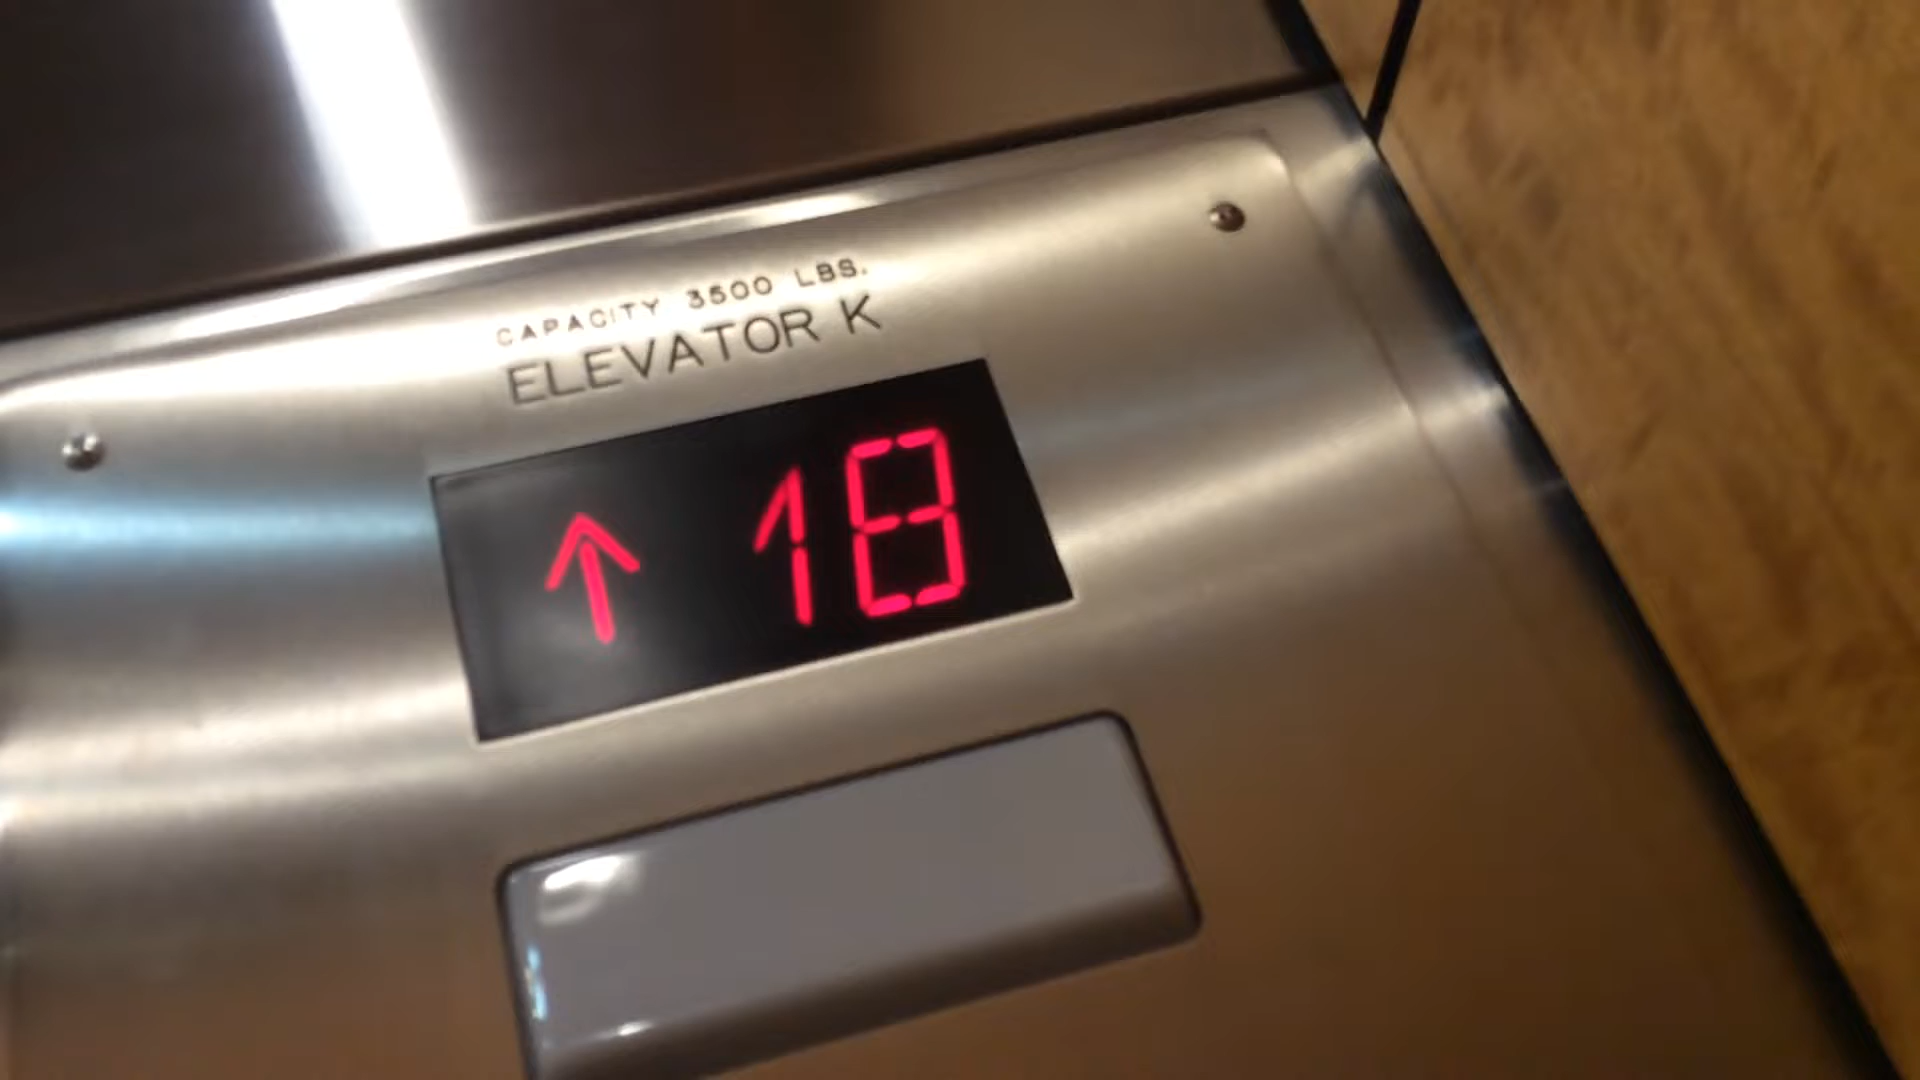 CAPACITY 3500 LBS.
ELEVATOR K
↑ 18